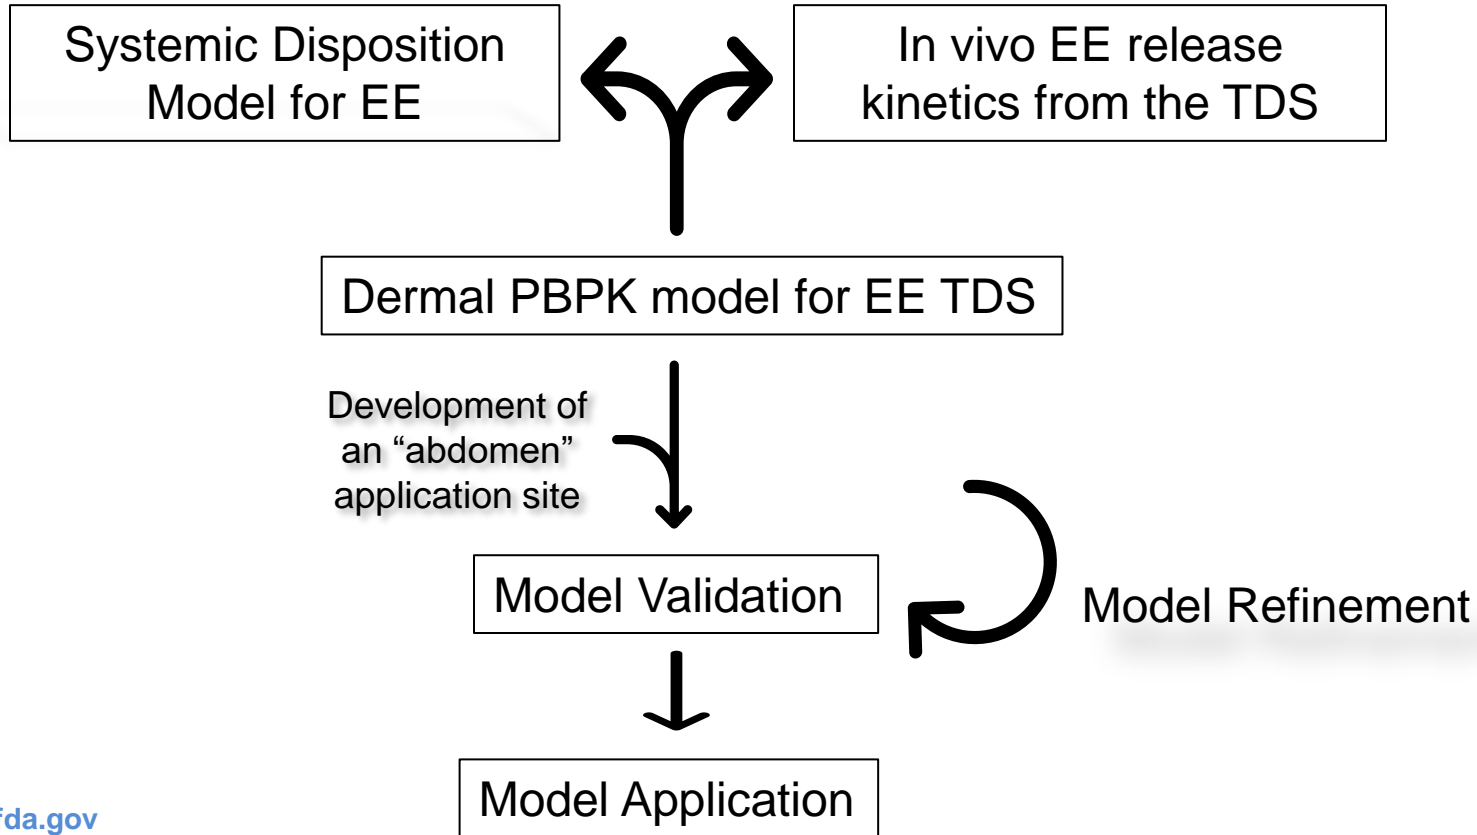 Systemic Disposition
Model for EE
In vivo EE release
kinetics from the TDS
Dermal PBPK model for EE TDS
Development of
an “abdomen”
application site
Model Validation
Model Refinement
Model Application
fda.gov